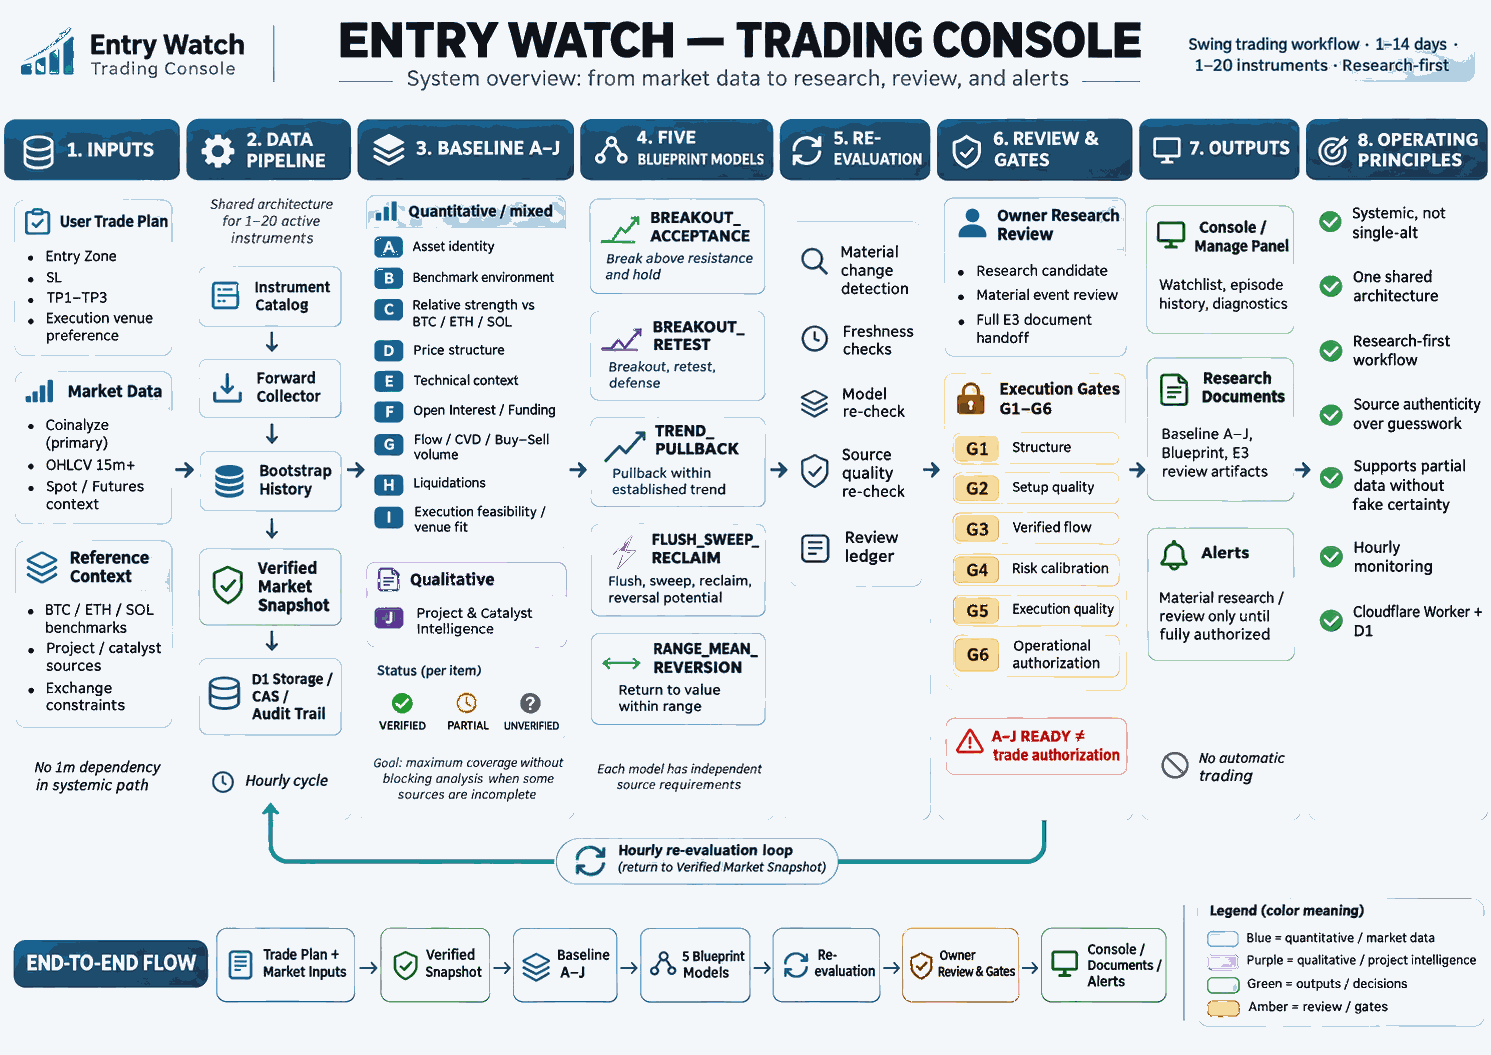 Entry Watch
Trading Console
ENTRY WATCH — TRADING CONSOLE
System overview: from market data to research, review, and alerts
Swing trading workflow · 1–14 days ·
1–20 instruments · Research-first
1. INPUTS
User Trade Plan
• Entry Zone
• SL
• TP1–TP3
• Execution venue
preference
Market Data
• Coinalyze
(primary)
• OHLCV 15m+
• Spot / Futures
context
Reference
Context
• BTC / ETH / SOL
benchmarks
• Project / catalyst
sources
• Exchange
constraints
No 1m dependency
in systemic path
2. DATA
PIPELINE
Shared architecture
for 1–20 active
instruments
Instrument
Catalog
Forward
Collector
Bootstrap
History
Verified
Market
Snapshot
D1 Storage /
CAS /
Audit Trail
Hourly cycle
3. BASELINE A–J
Quantitative / mixed
A Asset identity
B Benchmark environment
C Relative strength vs
BTC / ETH / SOL
D Price structure
E Technical context
F Open Interest / Funding
G Flow / CVD / Buy–Sell
volume
H Liquidations
I Execution feasibility /
venue fit
Qualitative
J Project & Catalyst
Intelligence
Status (per item)
VERIFIED PARTIAL UNVERIFIED
Goal: maximum coverage without
blocking analysis when some
sources are incomplete
4. FIVE
BLUEPRINT MODELS
BREAKOUT_
ACCEPTANCE
Break above resistance
and hold
BREAKOUT_
RETEST
Breakout, retest,
defense
TREND_
PULLBACK
Pullback within
established trend
FLUSH_SWEEP_
RECLAIM
Flush, sweep, reclaim,
reversal potential
RANGE_MEAN_
REVERSION
Return to value
within range
Each model has independent
source requirements
5. RE-
EVALUATION
Material
change
detection
Freshness
checks
Model
re-check
Source
quality
re-check
Review
ledger
6. REVIEW &
GATES
Owner Research
Review
• Research candidate
• Material event review
• Full E3 document
handoff
Execution Gates
G1–G6
G1 Structure
G2 Setup quality
G3 Verified flow
G4 Risk calibration
G5 Execution quality
G6 Operational
authorization
A–J READY ≠
trade authorization
7. OUTPUTS
Console /
Manage Panel
Watchlist, episode
history, diagnostics
Research
Documents
Baseline A–J,
Blueprint, E3
review artifacts
Alerts
Material research /
review only until
fully authorized
No automatic
trading
8. OPERATING
PRINCIPLES
Systemic, not
single-alt
One shared
architecture
Research-first
workflow
Source authenticity
over guesswork
Supports partial
data without
fake certainty
Hourly
monitoring
Cloudflare Worker +
D1
Hourly re-evaluation loop
(return to Verified Market Snapshot)
END-TO-END FLOW
Trade Plan +
Market Inputs
Verified
Snapshot
Baseline
A–J
5 Blueprint
Models
Re-
evaluation
Owner
Review & Gates
Console /
Documents /
Alerts
Legend (color meaning)
Blue = quantitative / market data
Purple = qualitative / project intelligence
Green = outputs / decisions
Amber = review / gates